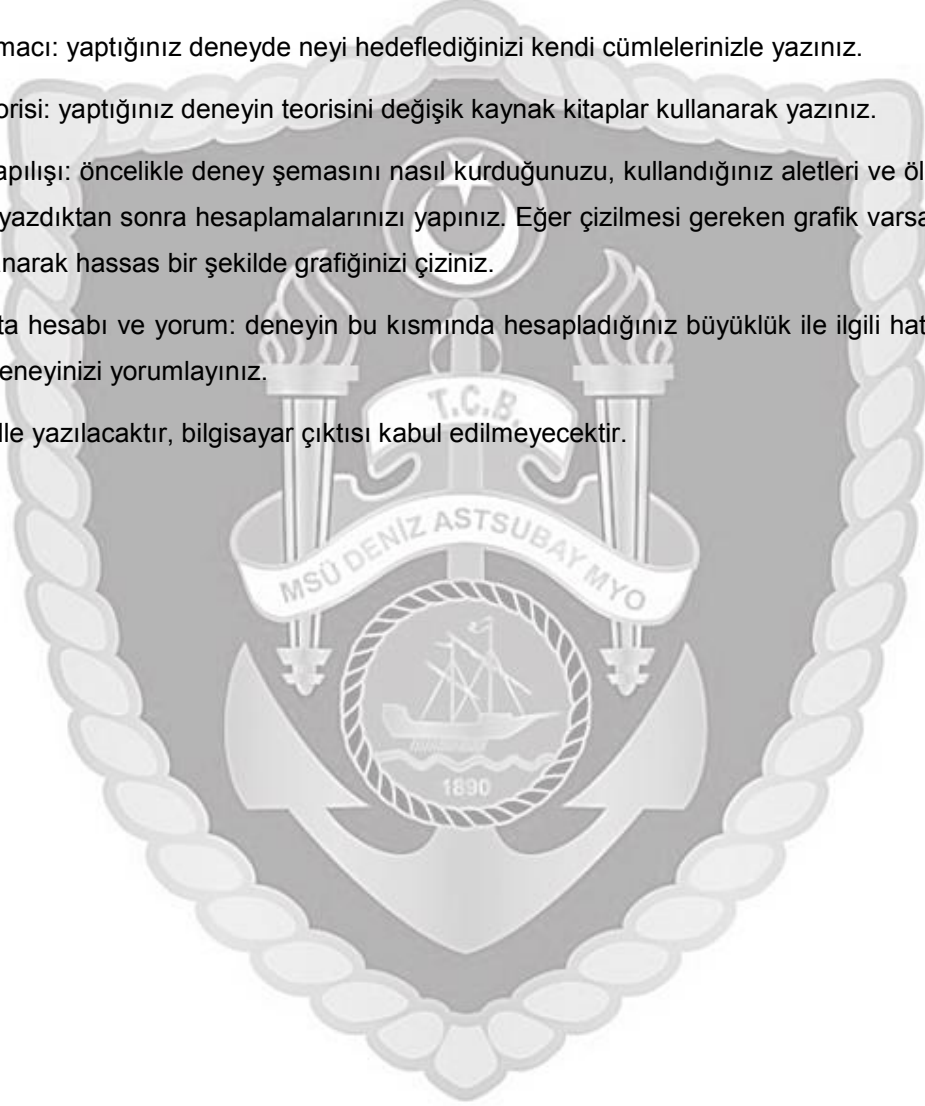 macı: yaptığınız deneyde neyi hedeflediğinizi kendi cümlelerinizle yazınız.
orisi: yaptığınız deneyin teorisini değişik kaynak kitaplar kullanarak yazınız.
apılışı: öncelikle deney şemasını nasıl kurduğunuzu, kullandığınız aletleri ve öl
yazdıktan sonra hesaplamalarınızı yapınız. Eğer çizilmesi gereken grafik varsa
anarak hassas bir şekilde grafiğinizi çiziniz.
ta hesabı ve yorum: deneyin bu kısmında hesapladığınız büyüklük ile ilgili hat
eneyinizi yorumlayınız.
lle yazılacaktır, bilgisayar çıktısı kabul edilmeyecektir.
T.C.B.
MSÜ DENİZ ASTSUBAY MYO
1890